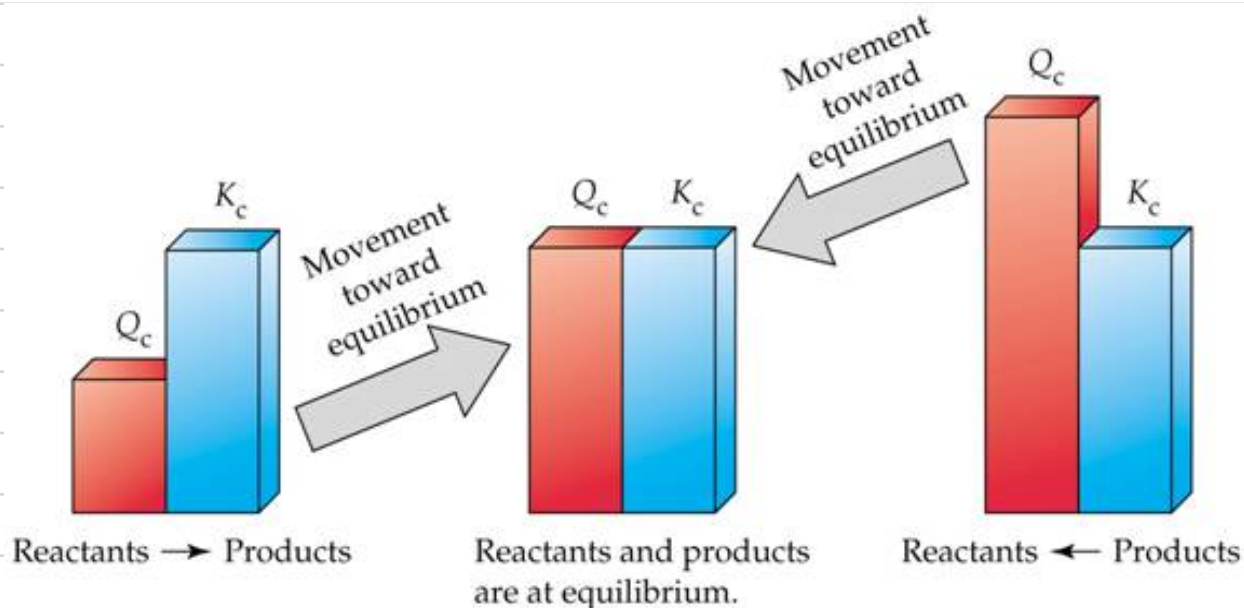 Qc
Kc
Reactants → Products
Movement
toward
equilibrium
Qc
Kc
Reactants and products
are at equilibrium.
Movement
toward
equilibrium
Qc
Kc
Reactants ← Products